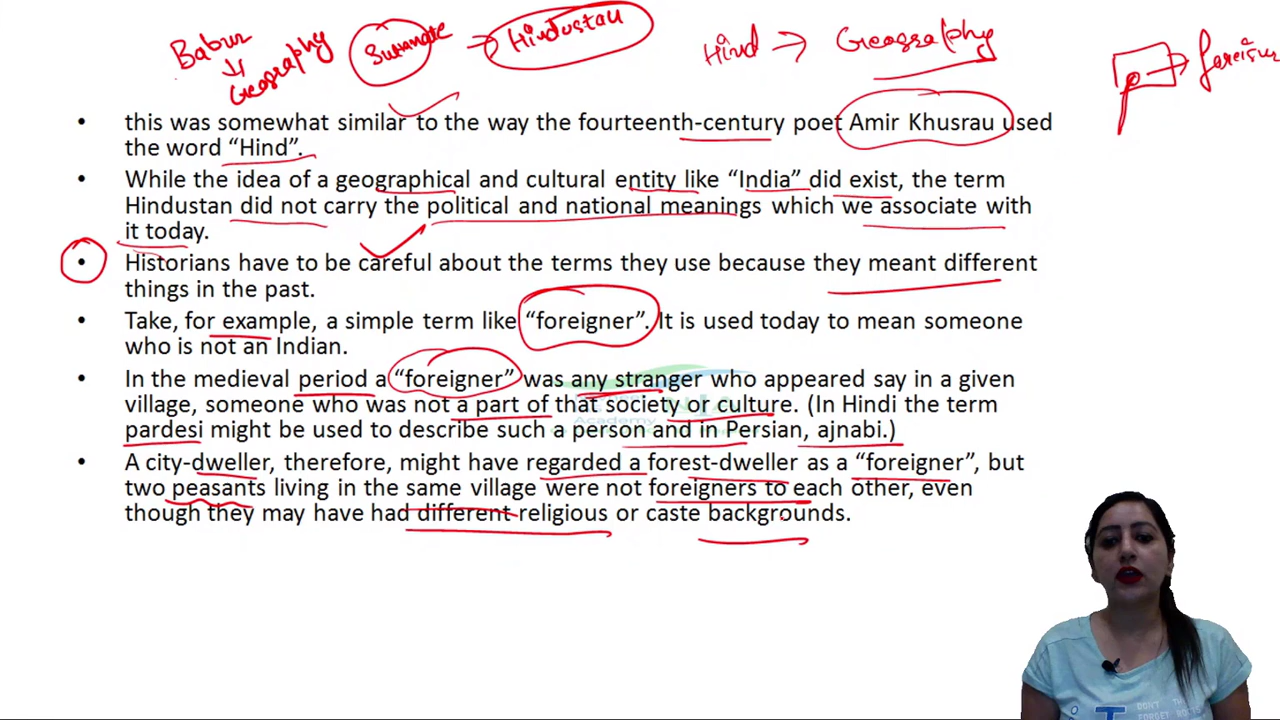 Babur
Geography
Sultanate → Hindustan
Hind → Geography
foreign
• this was somewhat similar to the way the fourteenth-century poet Amir Khusrau used
the word “Hind”.
• While the idea of a geographical and cultural entity like “India” did exist, the term
Hindustan did not carry the political and national meanings which we associate with
it today.
• Historians have to be careful about the terms they use because they meant different
things in the past.
• Take, for example, a simple term like “foreigner”. It is used today to mean someone
who is not an Indian.
• In the medieval period a “foreigner” was any stranger who appeared say in a given
village, someone who was not a part of that society or culture. (In Hindi the term
pardesi might be used to describe such a person and in Persian, ajnabi.)
• A city-dweller, therefore, might have regarded a forest-dweller as a “foreigner”, but
two peasants living in the same village were not foreigners to each other, even
though they may have had different religious or caste backgrounds.
Academy